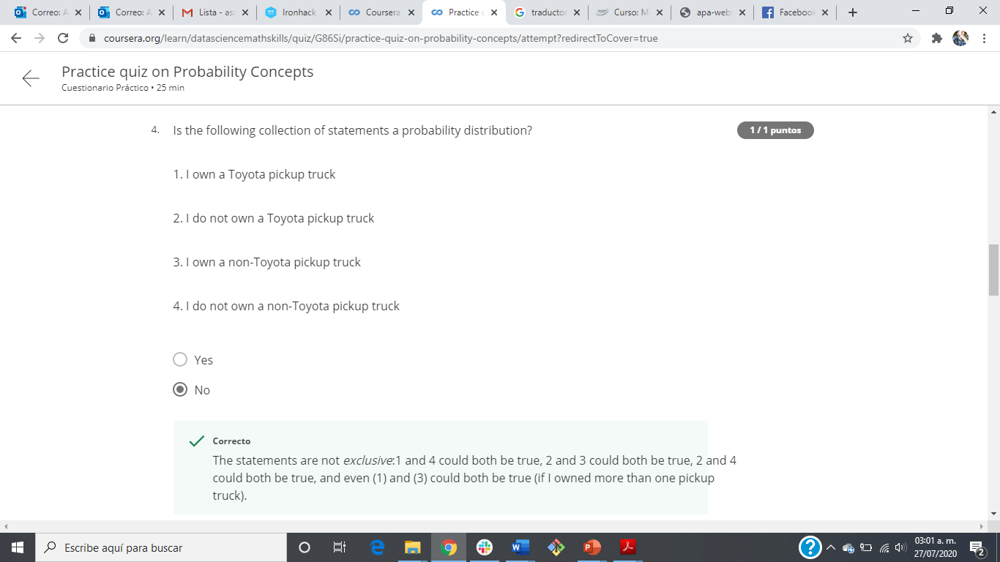 Correo: A
Correo: A
Lista - as
Ironhack
Coursera
Practice
traductor
Curso: M
apa-web
Facebook
coursera.org/learn/datasciencemathskills/quiz/G86Si/practice-quiz-on-probability-concepts/attempt?redirectToCover=true
Practice quiz on Probability Concepts
Cuestionario Práctico • 25 min
4. Is the following collection of statements a probability distribution?
1 / 1 puntos
1. I own a Toyota pickup truck
2. I do not own a Toyota pickup truck
3. I own a non-Toyota pickup truck
4. I do not own a non-Toyota pickup truck
Yes
No
Correcto
The statements are not exclusive:1 and 4 could both be true, 2 and 3 could both be true, 2 and 4
could both be true, and even (1) and (3) could both be true (if I owned more than one pickup
truck).
Escribe aquí para buscar
03:01 a. m.
27/07/2020
2